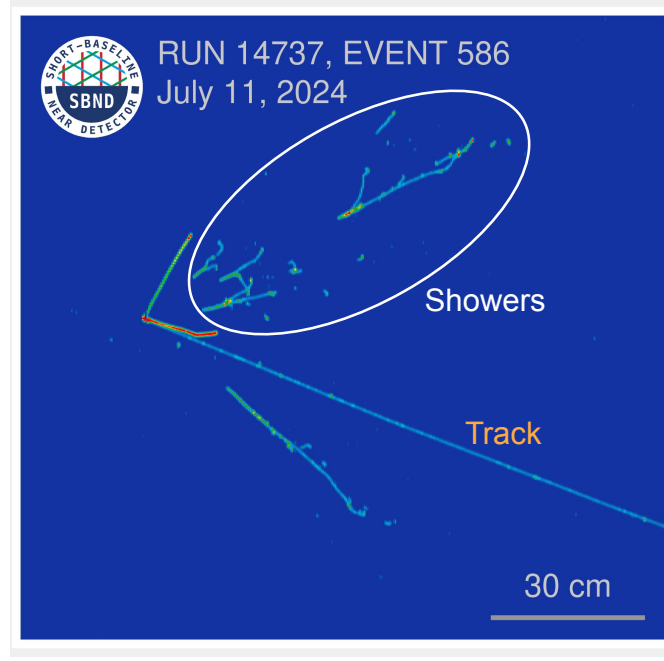 SHORT-BASELINE
SBND
NEAR DETECTOR
RUN 14737, EVENT 586
July 11, 2024
Showers
Track
30 cm